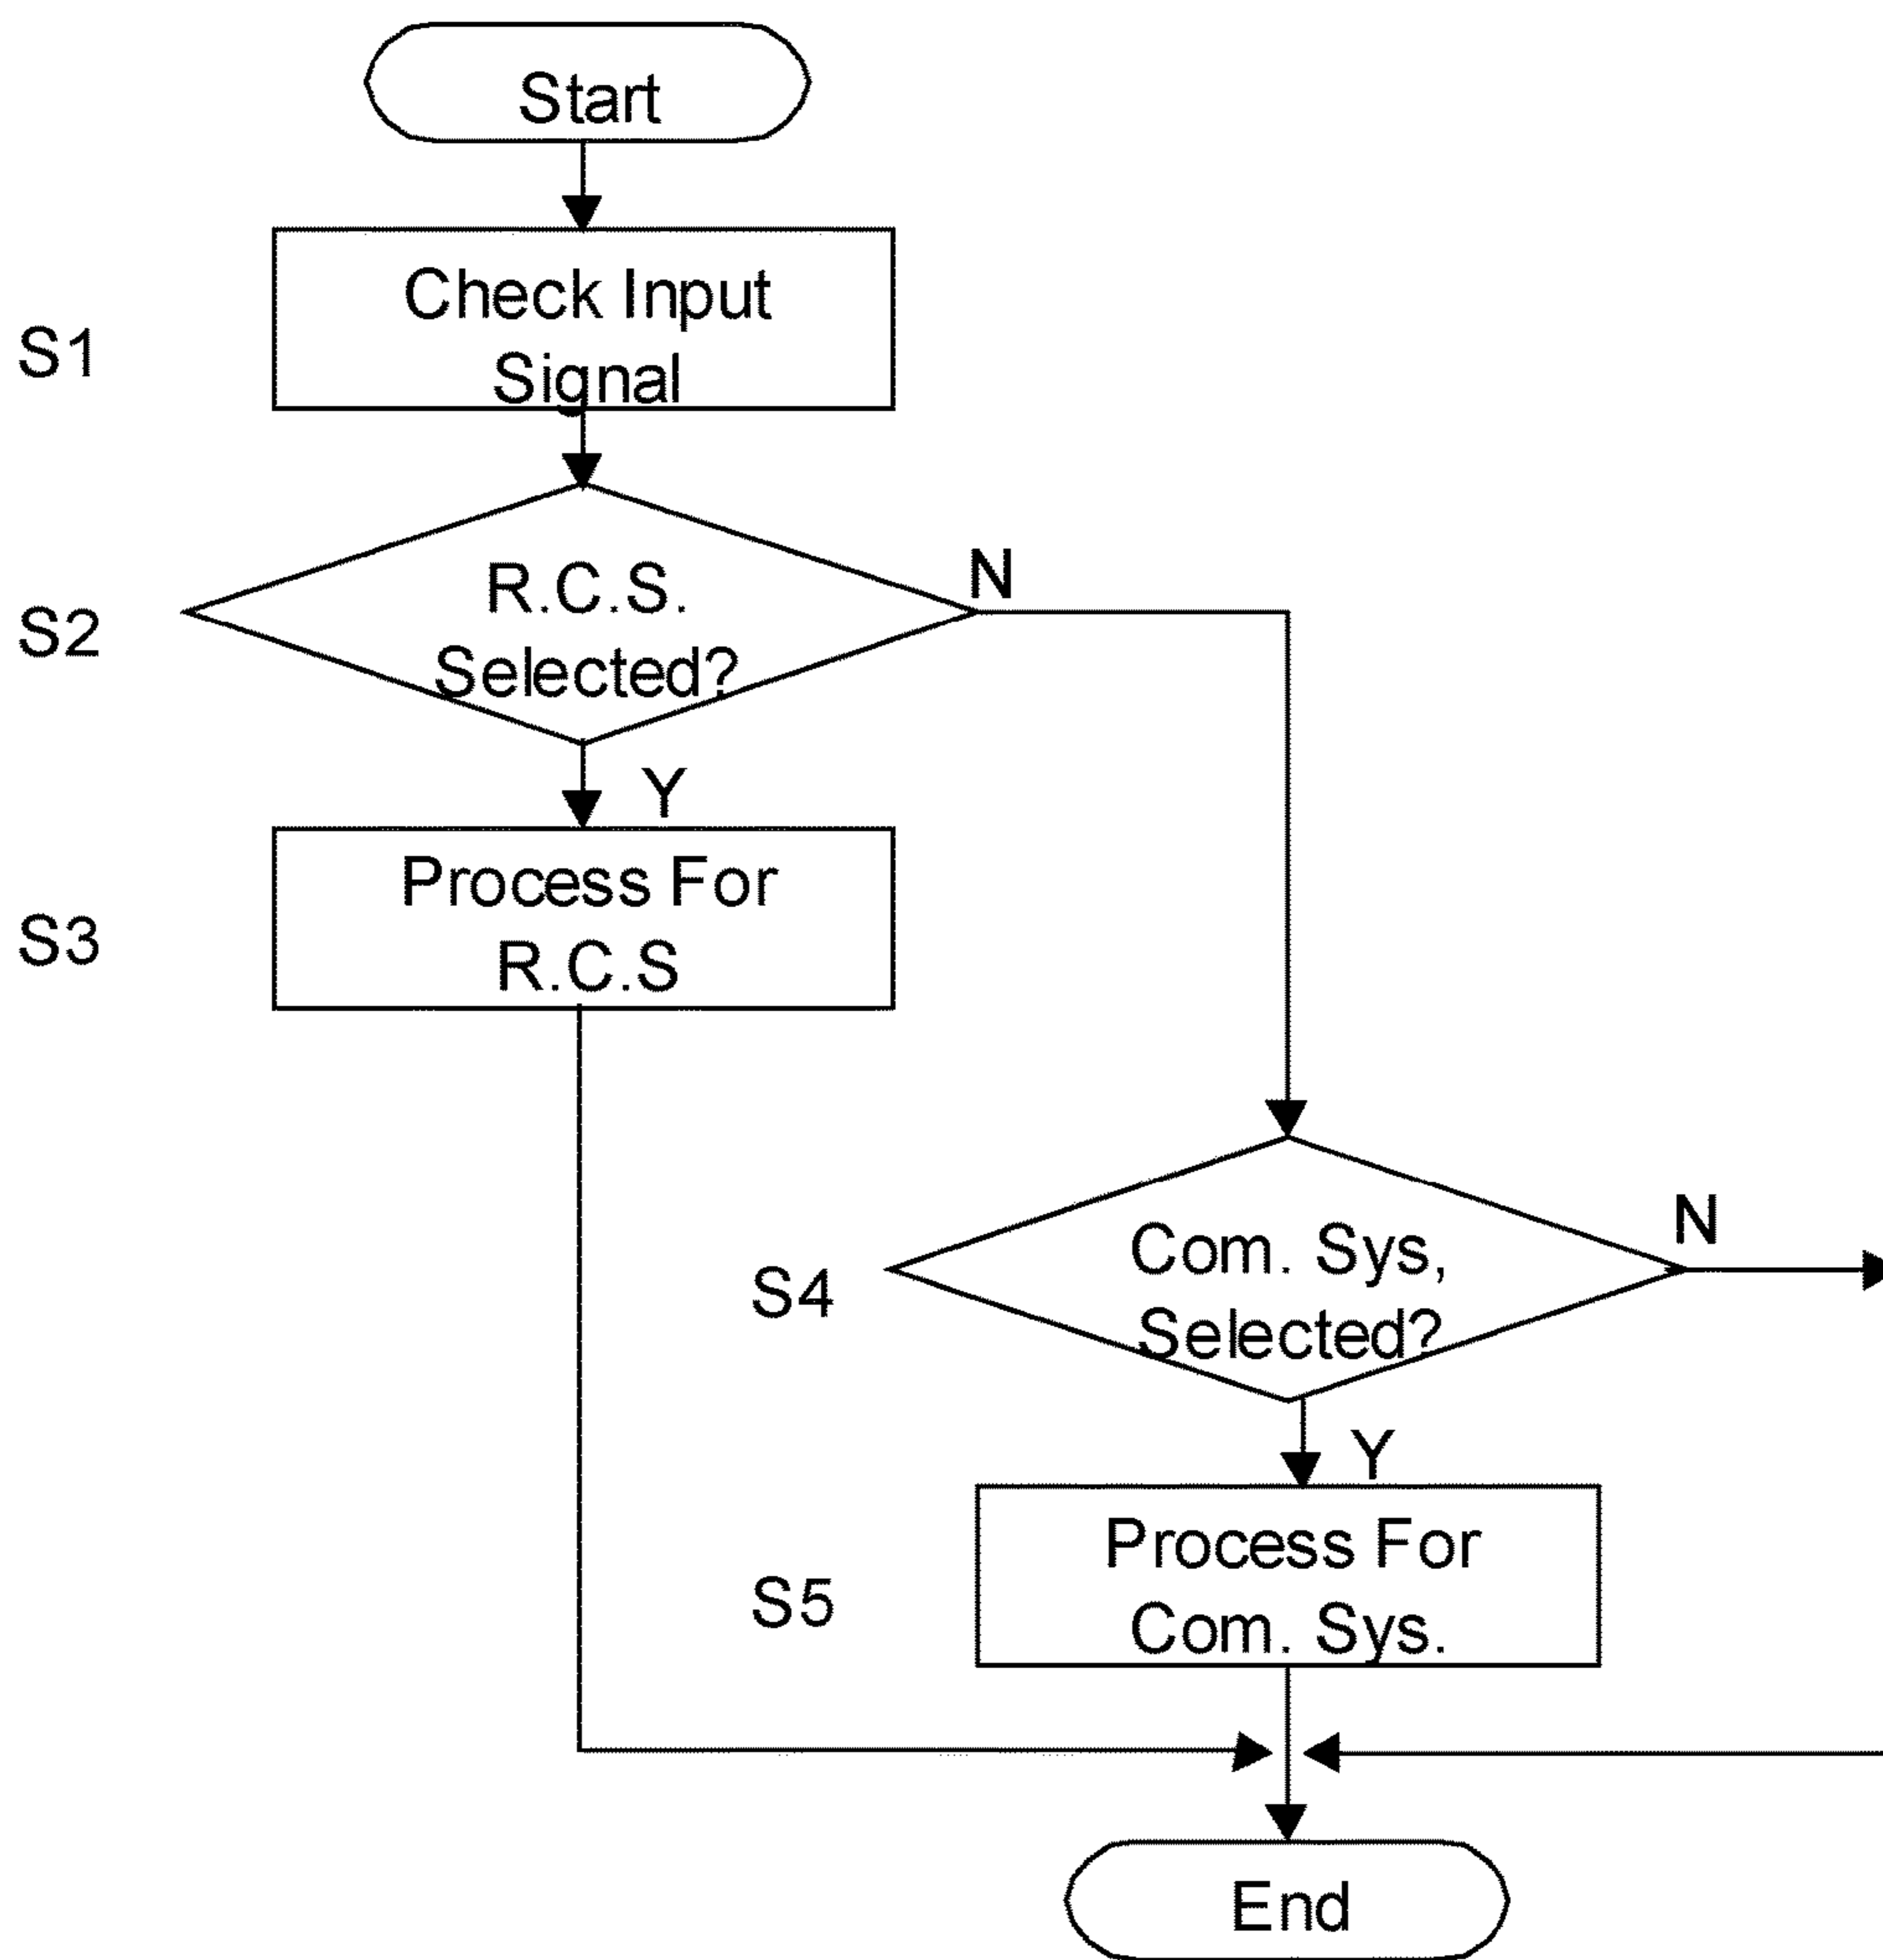 Start
S1
Check Input
Signal
S2
R.C.S.
Selected?
N
Y
S3
Process For
R.C.S
S4
Com. Sys,
Selected?
N
Y
S5
Process For
Com. Sys.
End